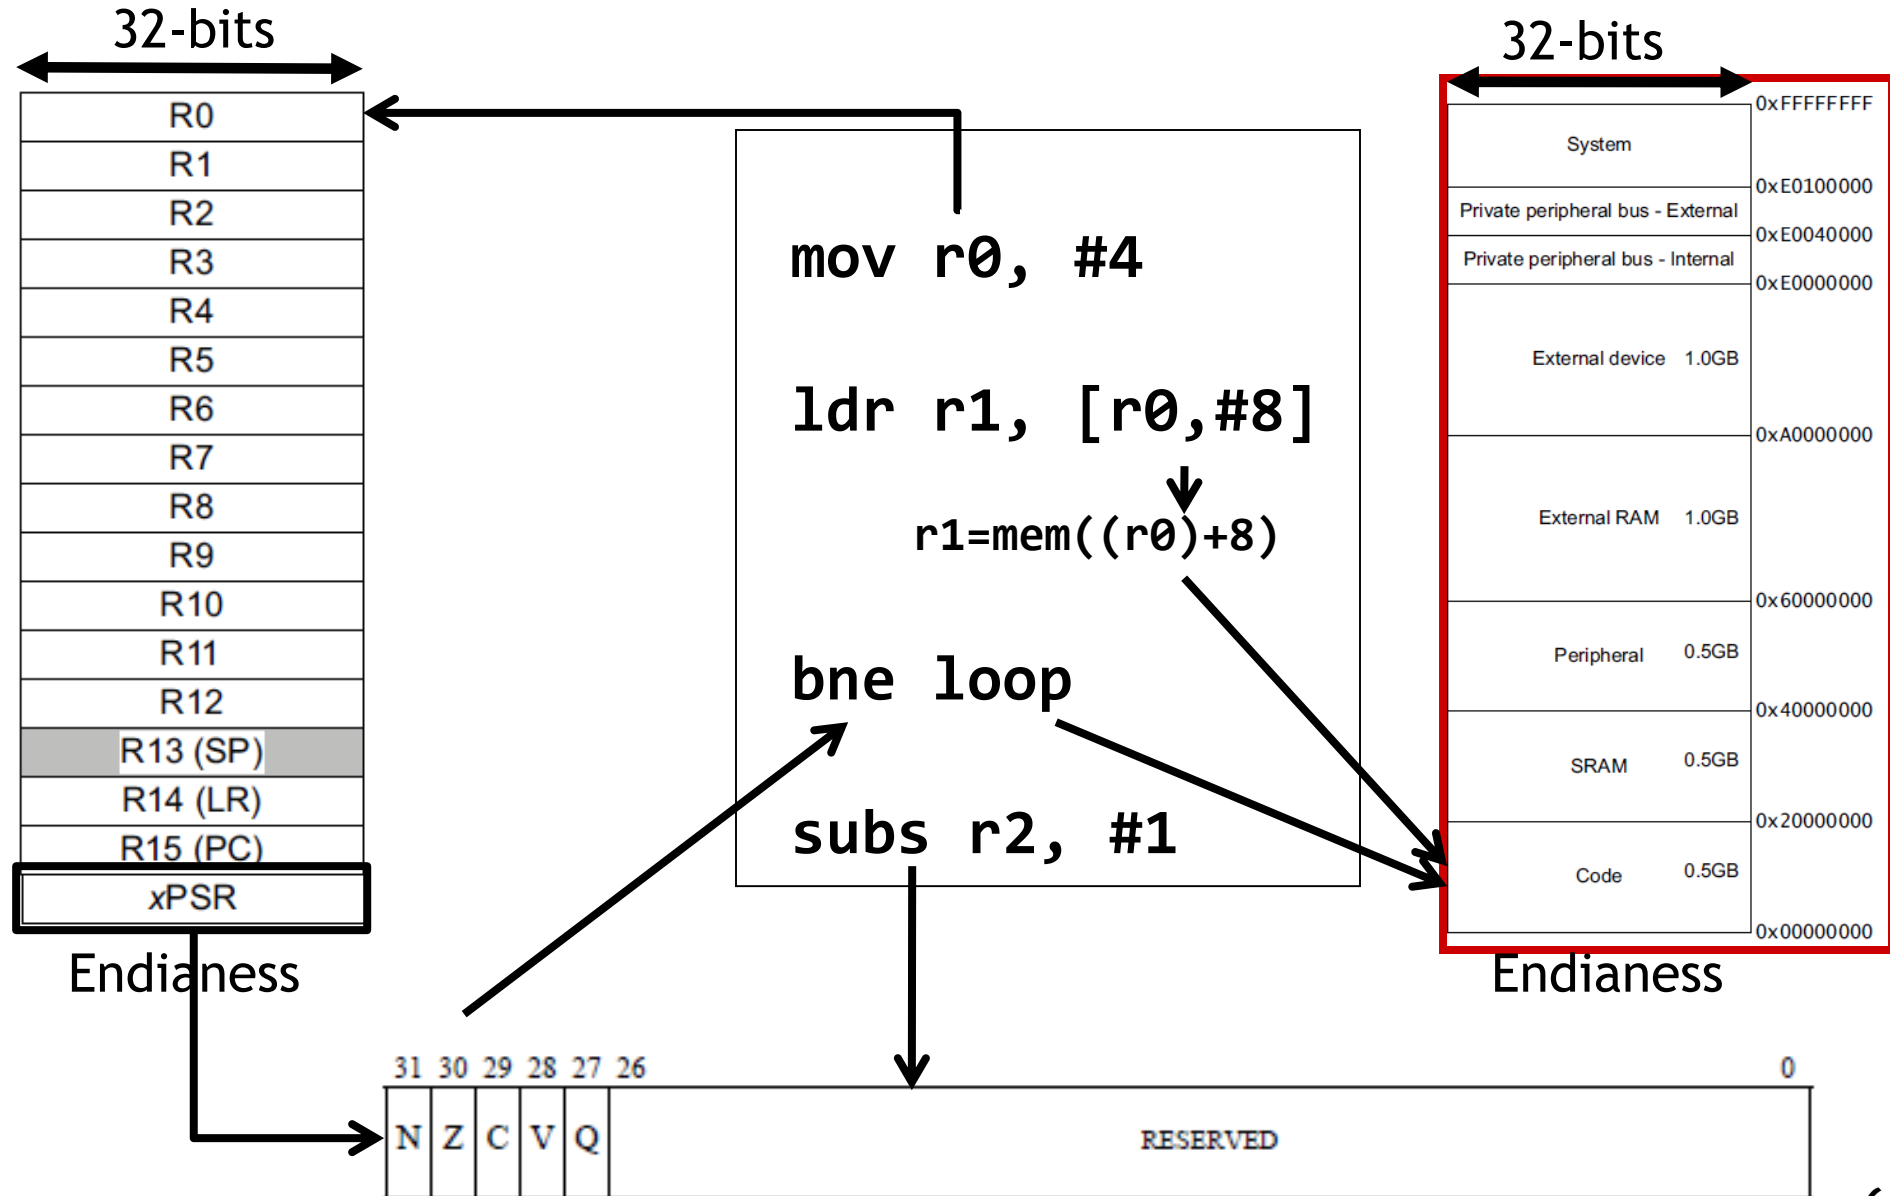 32-bits
R0
R1
R2
R3
R4
R5
R6
R7
R8
R9
R10
R11
R12
R13 (SP)
R14 (LR)
R15 (PC)
xPSR
Endianess
mov r0, #4
ldr r1, [r0,#8]
r1=mem((r0)+8)
bne loop
subs r2, #1
32-bits
0xFFFFFFFF
System
0xE0100000
Private peripheral bus - External
0xE0040000
Private peripheral bus - Internal
0xE0000000
External device 1.0GB
0xA0000000
External RAM 1.0GB
0x60000000
Peripheral 0.5GB
0x40000000
SRAM 0.5GB
0x20000000
Code 0.5GB
0x00000000
Endianess
31 30 29 28 27 26 0
N Z C V Q RESERVED